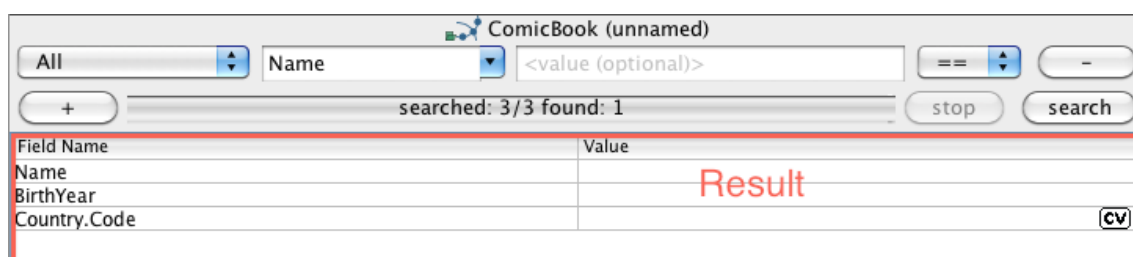 ComicBook (unnamed)
All Name <value (optional)> == -
+ searched: 3/3 found: 1 stop search
Field Name Value
Name
Result
BirthYear
Country.Code cv